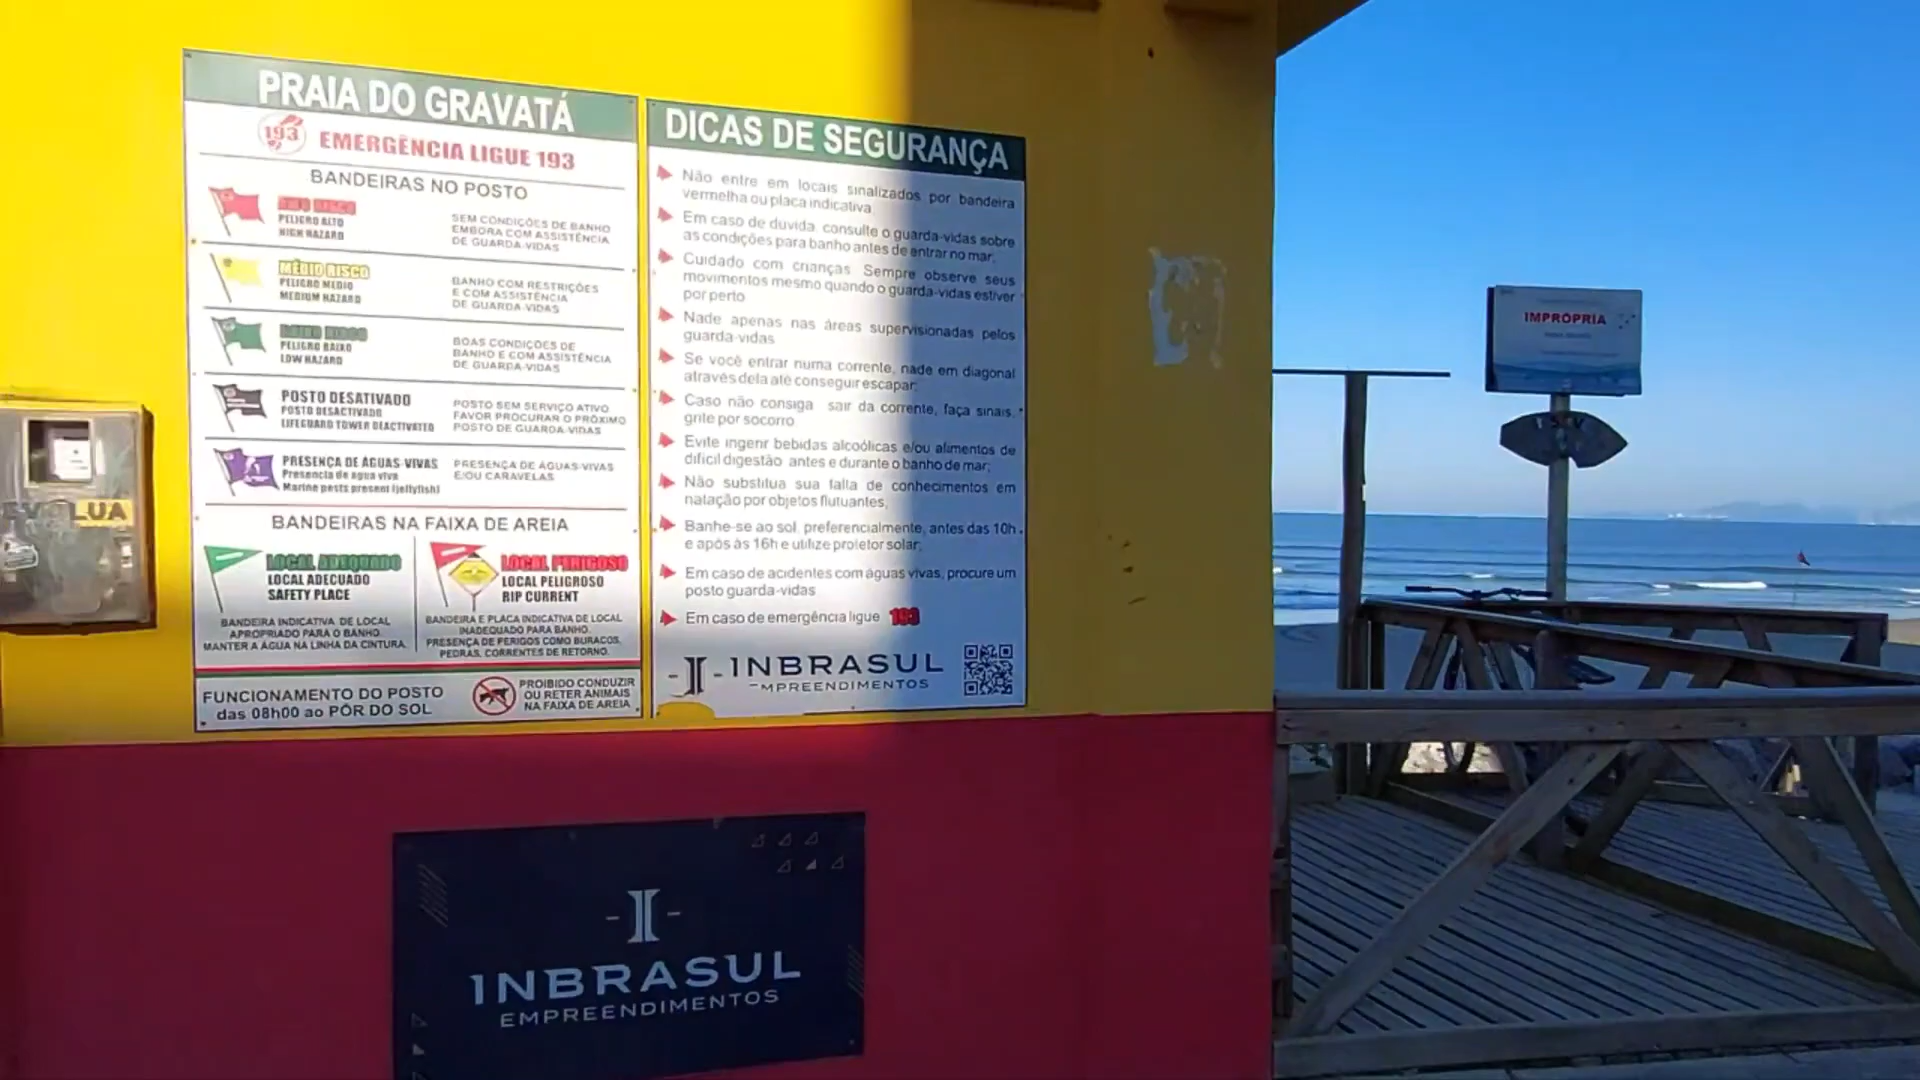 PRAIA DO GRAVATÁ
193
EMERGÊNCIA LIGUE 193
BANDEIRAS NO POSTO
ALTO RISCO
PELIGRO ALTO
HIGH HAZARD
SEM CONDIÇÕES DE BANHO
EMBORA COM ASSISTÊNCIA
DE GUARDA-VIDAS
MÉDIO RISCO
PELIGRO MEDIO
MEDIUM HAZARD
BANHO COM RESTRIÇÕES
E COM ASSISTÊNCIA
DE GUARDA-VIDAS
BAIXO RISCO
PELIGRO BAIXO
LOW HAZARD
BOAS CONDIÇÕES DE
BANHO E COM ASSISTÊNCIA
DE GUARDA-VIDAS
POSTO DESATIVADO
POSTO DESACTIVADO
LIFEGUARD TOWER DEACTIVATED
POSTO SEM SERVIÇO ATIVO
FAVOR PROCURAR O PRÓXIMO
POSTO DE GUARDA-VIDAS
PRESENÇA DE ÁGUAS-VIVAS
Presencia de agua viva
Marine pests present (jellyfish)
PRESENÇA DE ÁGUAS-VIVAS
E/OU CARAVELAS
BANDEIRAS NA FAIXA DE AREIA
LOCAL ADEQUADO
LOCAL ADECUADO
SAFETY PLACE
BANDEIRA INDICATIVA DE LOCAL
APROPRIADO PARA O BANHO.
MANTER A ÁGUA NA LINHA DA CINTURA.
LOCAL PERIGOSO
LOCAL PELIGROSO
RIP CURRENT
BANDEIRA E PLACA INDICATIVA DE LOCAL
INADEQUADO PARA BANHO.
PRESENÇA DE PERIGOS COMO BURACOS,
PEDRAS, CORRENTES DE RETORNO.
FUNCIONAMENTO DO POSTO
das 08h00 ao PÔR DO SOL
PROIBIDO CONDUZIR
OU RETER ANIMAIS
NA FAIXA DE AREIA
DICAS DE SEGURANÇA
Não entre em locais sinalizados por bandeira
vermelha ou placa indicativa
Em caso de duvida, consulte o guarda-vidas sobre
as condições para banho antes de entrar no mar;
Cuidado com crianças Sempre observe seus
movimentos mesmo quando o guarda-vidas estiver
por perto
Nade apenas nas áreas supervisionadas pelos
guarda-vidas
Se você entrar numa corrente, nade em diagonal
através dela até conseguir escapar;
Caso não consiga sair da corrente, faça sinais,
grite por socorro
Evite ingerir bebidas alcoólicas e/ou alimentos de
difícil digestão antes e durante o banho de mar;
Não substitua sua falta de conhecimentos em
natação por objetos flutuantes;
Banhe-se ao sol, preferencialmente, antes das 10h
e após às 16h e utilize protetor solar;
Em caso de acidentes com águas vivas, procure um
posto guarda-vidas
Em caso de emergência ligue 193
INBRASUL
MPREENDIMENTOS
INBRASUL
EMPREENDIMENTOS
IMPRÓPRIA